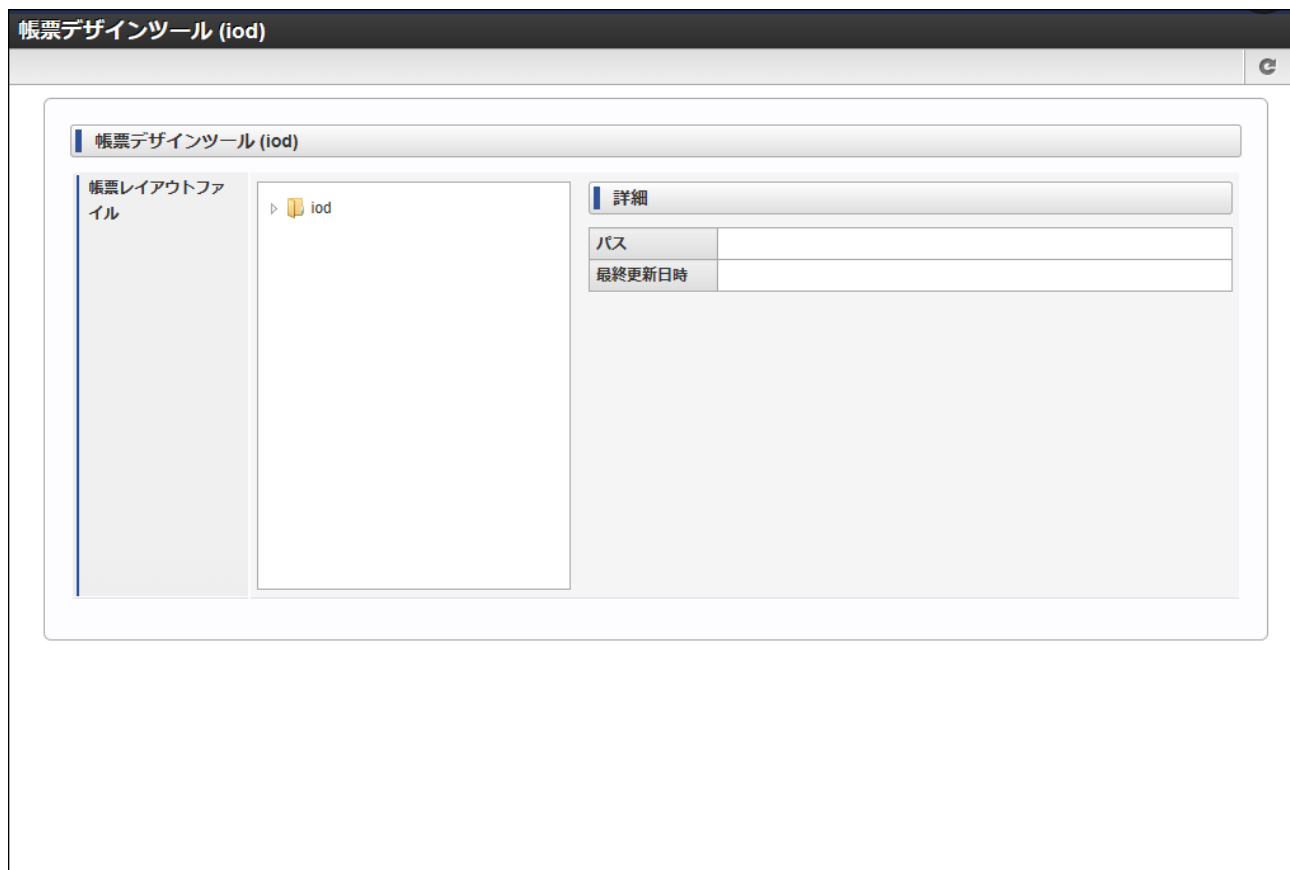 帳票デザインツール (iod)
帳票デザインツール (iod)
帳票レイアウトファ
イル
iod
詳細
パス
最終更新日時